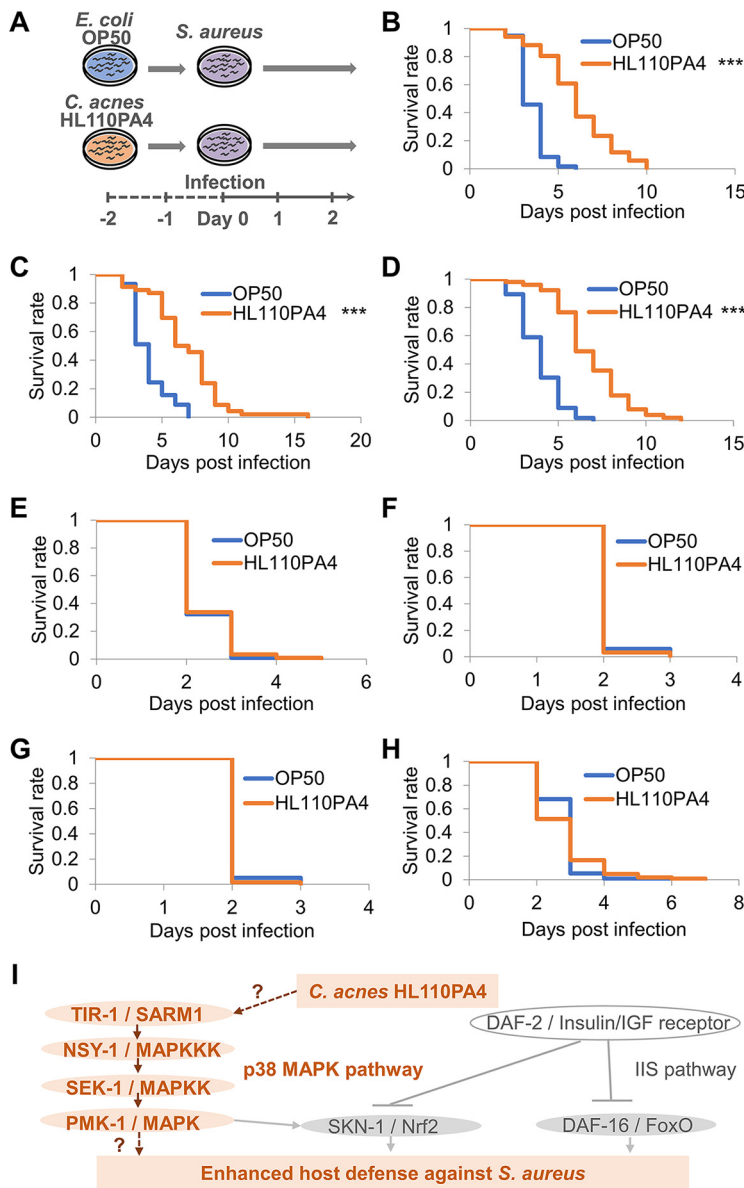 A
E. coli
OP50
S. aureus
C. acnes
HL110PA4
Infection
-2 -1 Day 0 1 2
B
Survival rate
1
0.8
0.6
0.4
0.2
0
0 5 10 15
Days post infection
OP50
HL110PA4 ***
C
Survival rate
1
0.8
0.6
0.4
0.2
0
0 5 10 15 20
Days post infection
OP50
HL110PA4 ***
D
Survival rate
1
0.8
0.6
0.4
0.2
0
0 5 10 15
Days post infection
OP50
HL110PA4 ***
E
Survival rate
1
0.8
0.6
0.4
0.2
0
0 2 4 6
Days post infection
OP50
HL110PA4
F
Survival rate
1
0.8
0.6
0.4
0.2
0
0 1 2 3 4
Days post infection
OP50
HL110PA4
G
Survival rate
1
0.8
0.6
0.4
0.2
0
0 1 2 3 4
Days post infection
OP50
HL110PA4
H
Survival rate
1
0.8
0.6
0.4
0.2
0
0 2 4 6 8
Days post infection
OP50
HL110PA4
I
?
C. acnes HL110PA4
TIR-1 / SARM1
DAF-2 / Insulin/IGF receptor
NSY-1 / MAPKKK
p38 MAPK pathway
IIS pathway
SEK-1 / MAPKK
PMK-1 / MAPK
SKN-1 / Nrf2
DAF-16 / FoxO
?
Enhanced host defense against S. aureus